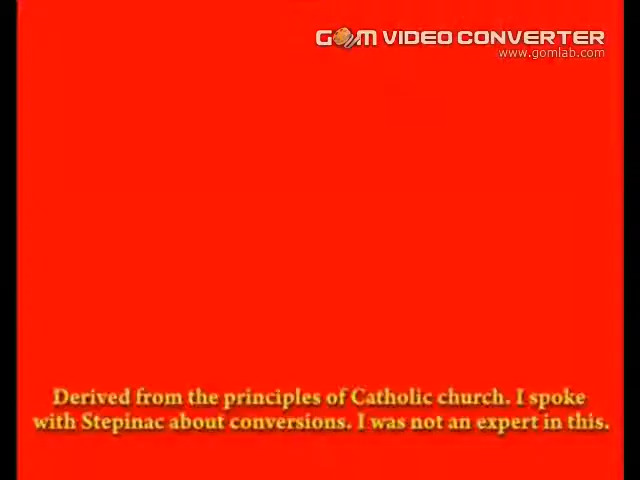 GOM VIDEO CONVERTER
www.gomlab.com
Derived from the principles of Catholic church. I spoke
with Stepinac about conversions. I was not an expert in this.